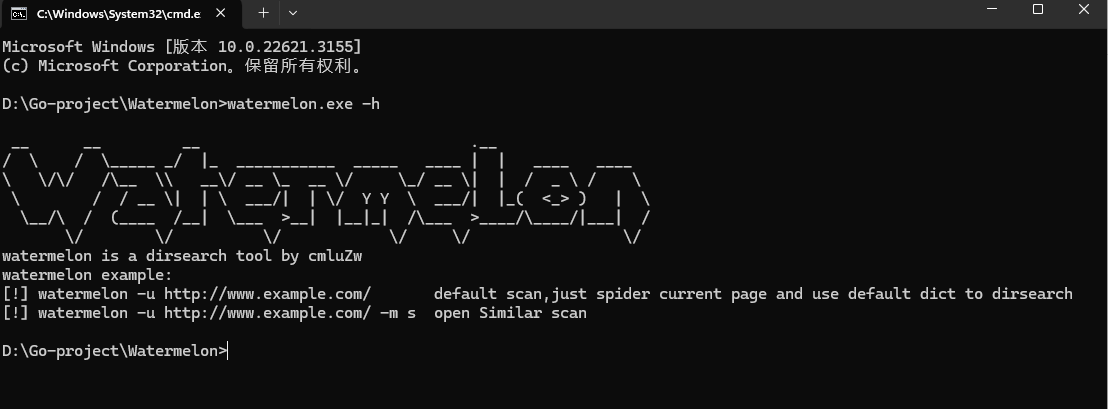 C:\Windows\System32\cmd.e
Microsoft Windows [版本 10.0.22621.3155]
(c) Microsoft Corporation。保留所有权利。
D:\Go-project\Watermelon>watermelon.exe -h
Watermelon
watermelon is a dirsearch tool by cmluZw
watermelon example:
[!] watermelon -u http://www.example.com/       default scan,just spider current page and use default dict to dirsearch
[!] watermelon -u http://www.example.com/ -m s  open Similar scan
D:\Go-project\Watermelon>